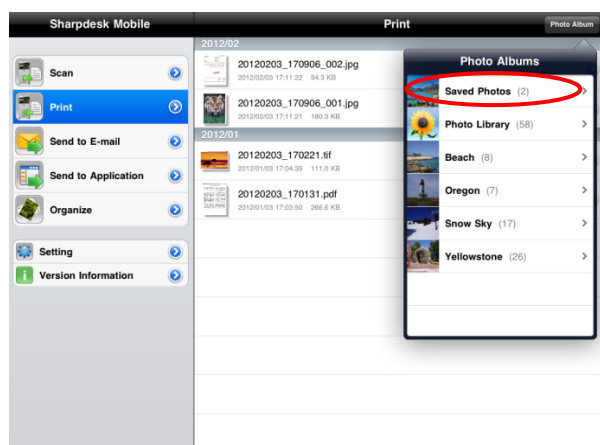 Sharpdesk Mobile
Print
Photo Album
Scan
Print
Send to E-mail
Send to Application
Organize
Setting
Version Information
2012/02
20120203_170906_002.jpg
2012/02/03 17:11:22 94.3 KB
20120203_170906_001.jpg
2012/02/03 17:11:21 180.3 KB
2012/01
20120203_170221.tif
2012/01/03 17:04:39 111.0 KB
20120203_170131.pdf
2012/01/03 17:03:50 266.6 KB
Photo Albums
Saved Photos (2)
Photo Library (58)
Beach (8)
Oregon (7)
Snow Sky (17)
Yellowstone (26)